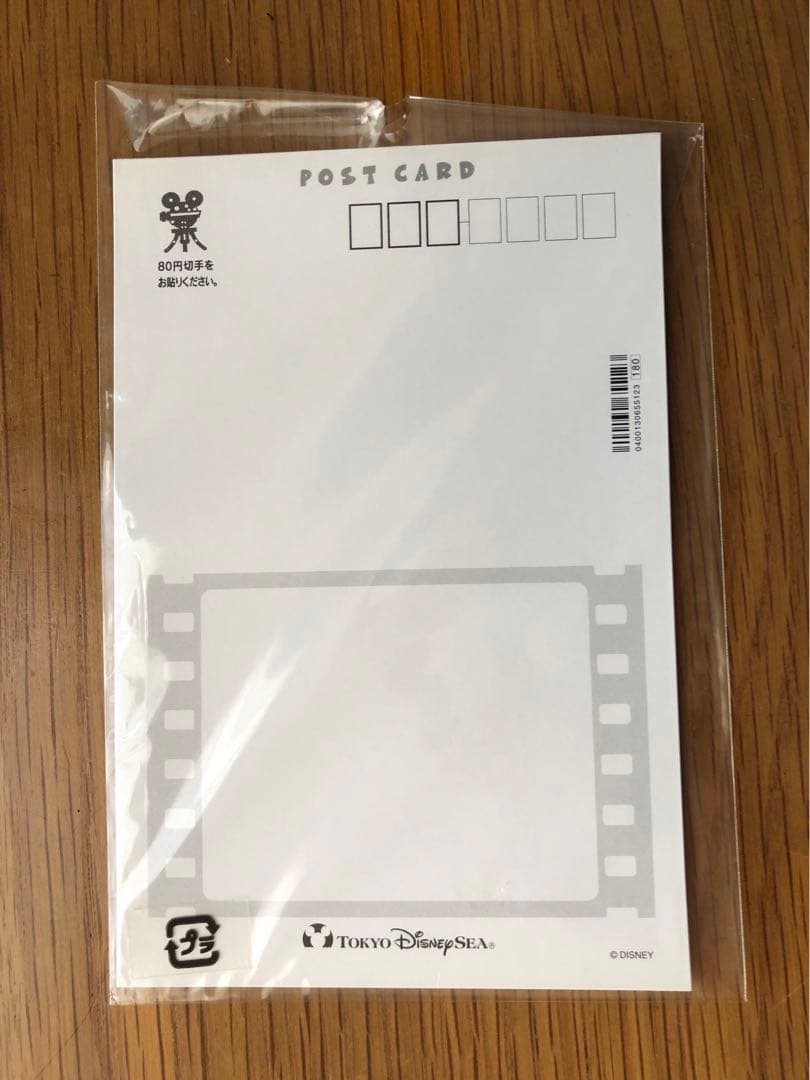 POST CARD
80円切手を
お貼りください。
0400130655123 180
プラ
TOKYO DISNEYSEA®
© DISNEY